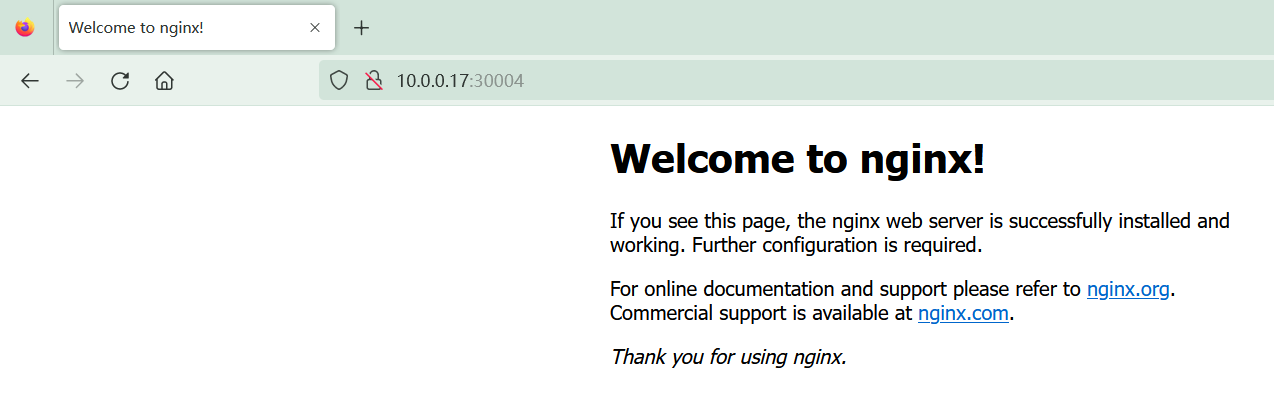 Welcome to nginx!
10.0.0.17:30004
Welcome to nginx!
If you see this page, the nginx web server is successfully installed and
working. Further configuration is required.
For online documentation and support please refer to nginx.org.
Commercial support is available at nginx.com.
Thank you for using nginx.